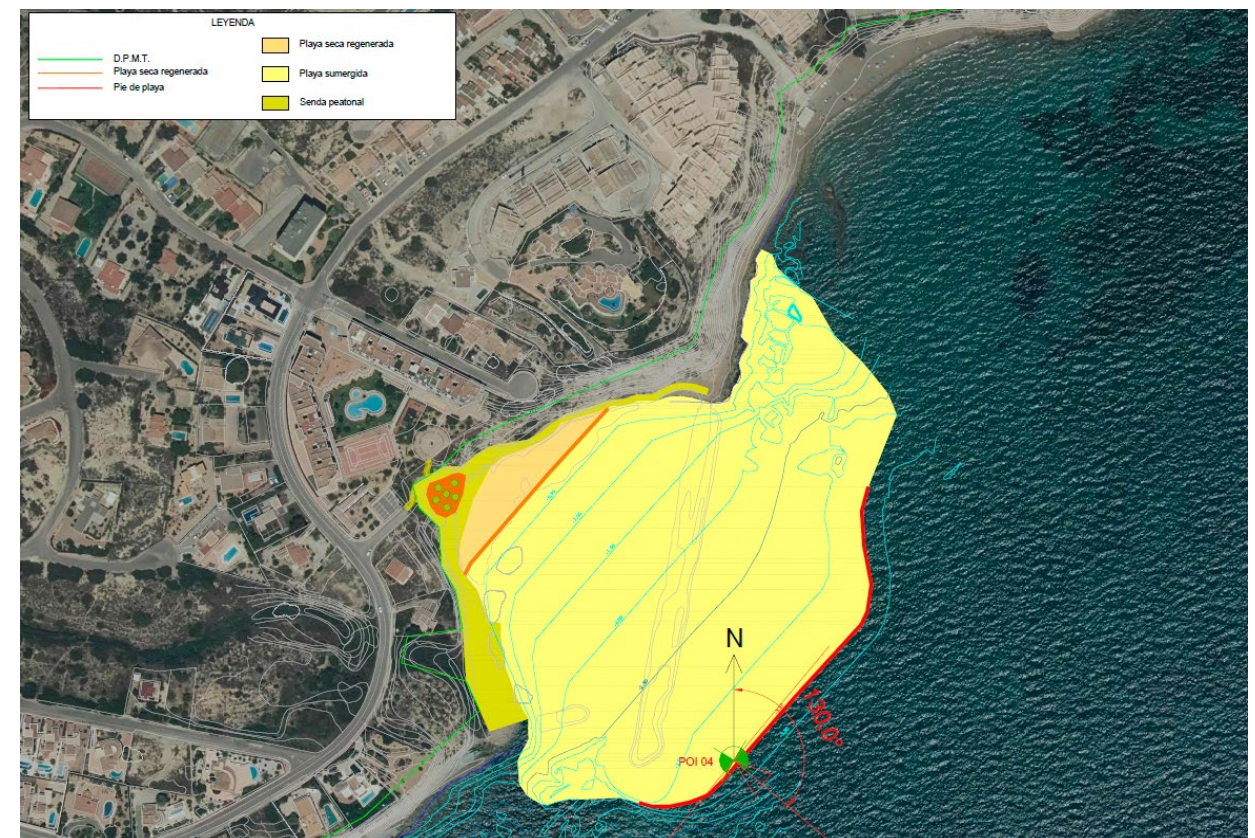 LEYENDA
D.P.M.T.
Playa seca regenerada
Pie de playa
Playa seca regenerada
Playa sumergida
Senda peatonal
N
130.0°
POI 04